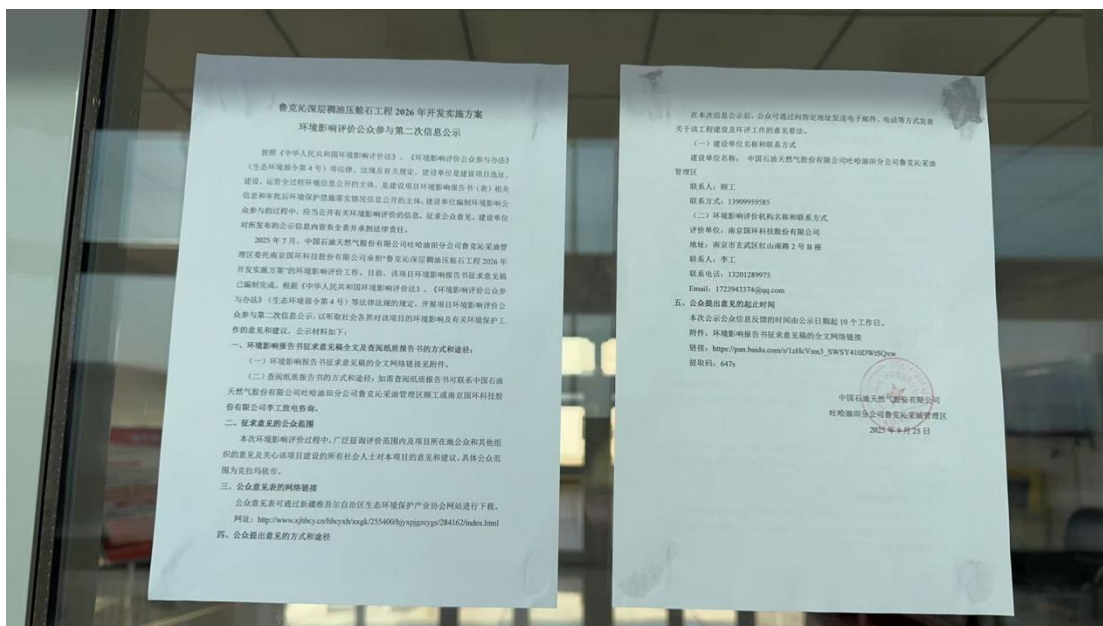 鲁克沁深层稠油压舱石工程 2026 年开发实施方案
环境影响评价公众参与第二次信息公示
按照《中华人民共和国环境影响评价法》、《环境影响评价公众参与办法》
（生态环境部令第 4 号）等法律、法规及有关规定，建设单位是建设项目选址、
建设、运营全过程环境信息公开的主体，是建设项目环境影响报告书（表）相关
信息和审批后环境保护措施落实情况信息公开的主体；建设单位编制环境影响公
众参与的过程中，应当公开有关环境影响评价的信息，征求公众意见，建设单位
对所发布的公示信息内容负全责并承担法律责任。
2025 年 7 月，中国石油天然气股份有限公司吐哈油田分公司鲁克沁采油管
理区委托南京国环科技股份有限公司承担“鲁克沁深层稠油压舱石工程 2026 年
开发实施方案”的环境影响评价工作。目前，该项目环境影响报告书征求意见稿
已编制完成，根据《中华人民共和国环境影响评价法》、《环境影响评价公众参
与办法》（生态环境部令第 4 号）等法律法规的规定，开展项目环境影响评价公
众参与第二次信息公示，以听取社会各界对该项目的环境影响及有关环境保护工
作的意见和建议，公示材料如下：
一、环境影响报告书征求意见稿全文及查阅纸质报告书的方式和途径：
（一）环境影响报告书征求意见稿的全文网络链接见附件。
（二）查阅纸质报告书的方式和途径：如需查阅纸质报告书可联系中国石油
天然气股份有限公司吐哈油田分公司鲁克沁采油管理区顾工或南京国环科技股
份有限公司李工致电咨询。
二、征求意见的公众范围
本次环境影响评价过程中，广泛征询评价范围内及项目所在地公众和其他组
织的意见及关心该项目建设的所有社会人士对本项目的意见和建议，具体公众范
围为克拉玛依市。
三、公众意见表的网络链接
公众意见表可通过新疆维吾尔自治区生态环境保护产业协会网站进行下载。
网址：http://www.xjhbcy.cn/hbcyxh/xxgk/255400/hjyxpjgzcygs/284162/index.html
四、公众提出意见的方式和途径
在本次信息公示后，公众可通过向指定地址发送电子邮件、电话等方式发表
关于该工程建设及环评工作的意见看法。
（一）建设单位名称和联系方式
建设单位名称： 中国石油天然气股份有限公司吐哈油田分公司鲁克沁采油
管理区
联系人：顾工
联系方式：13909959585
（二）环境影响评价机构名称和联系方式
评价单位：南京国环科技股份有限公司
地址：南京市玄武区红山南路 2 号 B 座
联系人：李工
联系电话：13201289975
Email：1723943374@qq.com
五、公众提出意见的起止时间
本次公示公众信息反馈的时间由公示日期起 10 个工作日。
附件：环境影响报告书征求意见稿的全文网络链接
链接：https://pan.baidu.com/s/1zHcVsm3_SWSY410DWtSQxw
提取码：647s
中国石油天然气股份有限公司
吐哈油田分公司鲁克沁采油管理区
2025 年 9 月 25 日